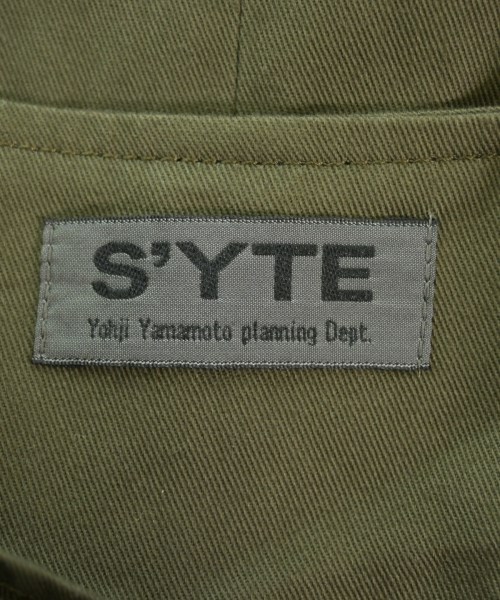 S'YTE
Yohji Yamamoto planning Dept.